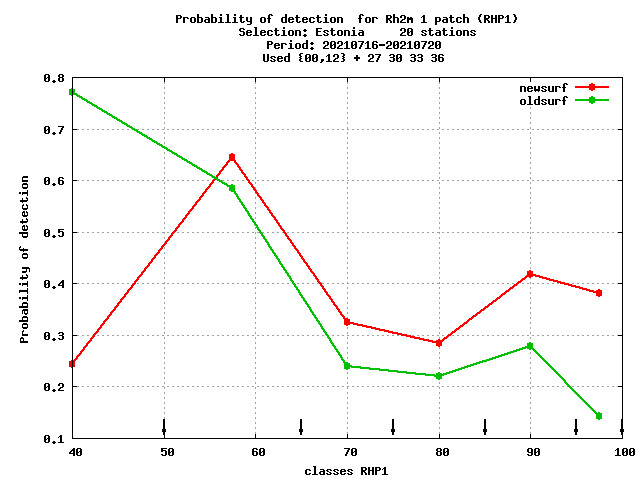 Probability of detection  for Rh2m 1 patch (RHP1)
Selection: Estonia     20 stations
Period: 20210716-20210720
Used {00,12} + 27 30 33 36
newsurf
oldsurf
0.8
0.7
0.6
0.5
0.4
0.3
0.2
0.1
Probability of detection
40 50 60 70 80 90 100
classes RHP1